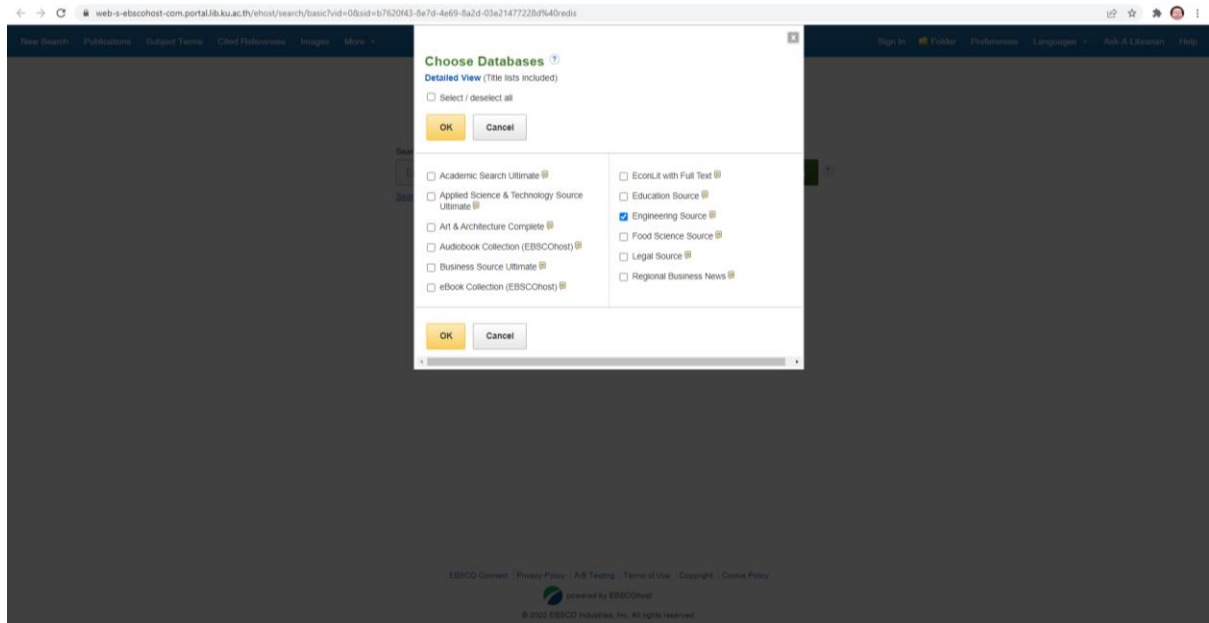 web-s-ebscohost-com.portal.lib.ku.ac.th/ehost/search/basic?vid=0&sid=b7620f43-8e7d-4e69-8a2d-03e21477228d%40redis
New Search Publications Subject Terms Cited References Images More
Sign In Folder Preferences Languages Ask-A-Librarian Help
Choose Databases ?
Detailed View (Title lists included)
Select / deselect all
OK Cancel
Academic Search Ultimate
Applied Science & Technology Source
Ultimate
Art & Architecture Complete
Audiobook Collection (EBSCOhost)
Business Source Ultimate
eBook Collection (EBSCOhost)
EconLit with Full Text
Education Source
Engineering Source
Food Science Source
Legal Source
Regional Business News
OK Cancel
EBSCO Connect Privacy Policy A/B Testing Terms of Use Copyright Cookie Policy
powered by EBSCOhost
EBSCO Industries, Inc. All rights reserved.